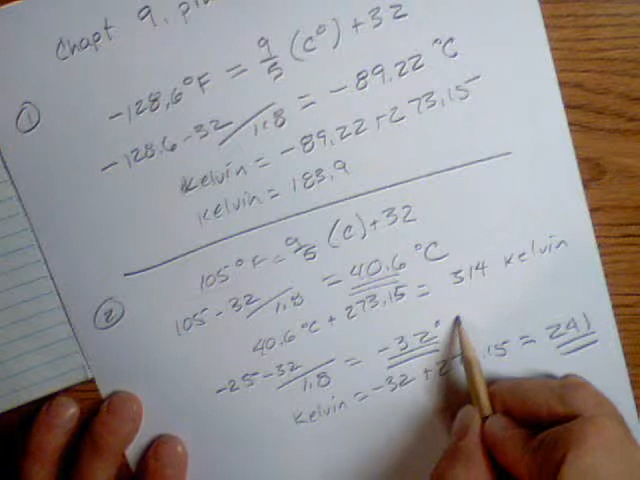 Chapt 9.
① -128.6°F = 9/5 (C°) + 32
-128.6 - 32 / 1.8 = -89.22 °C
Kelvin = -89.22 + 273.15
Kelvin = 183.9
② 105°F = 9/5 (C) + 32
105 - 32 / 1.8 = 40.6 °C
40.6°C + 273.15 = 314 Kelvin
-25 - 32 / 1.8 = -32°
Kelvin = -32 + 2 .15 = 241